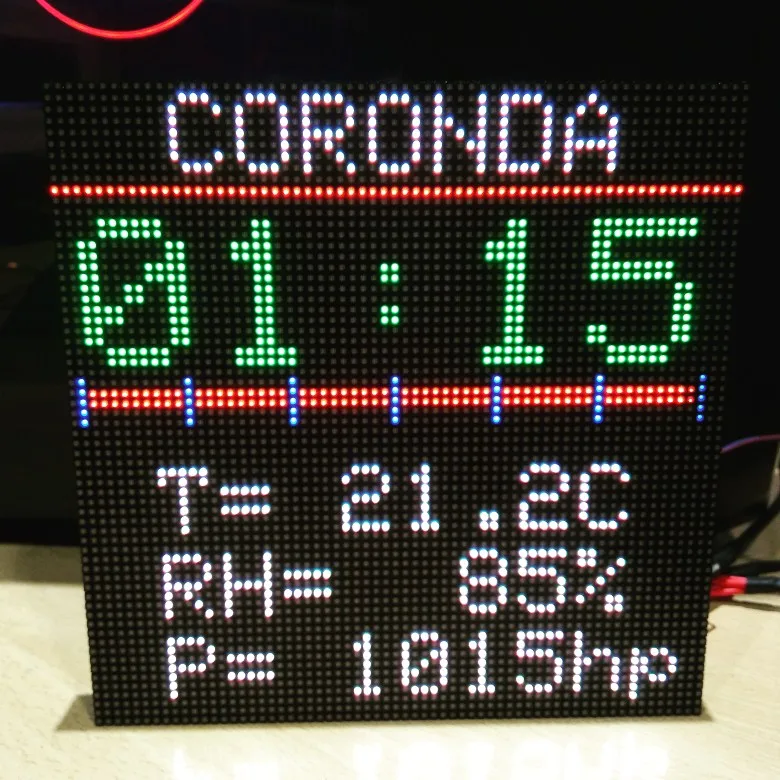 CORONDA
01:15
T= 21.2C
RH= 85%
P= 1015hp